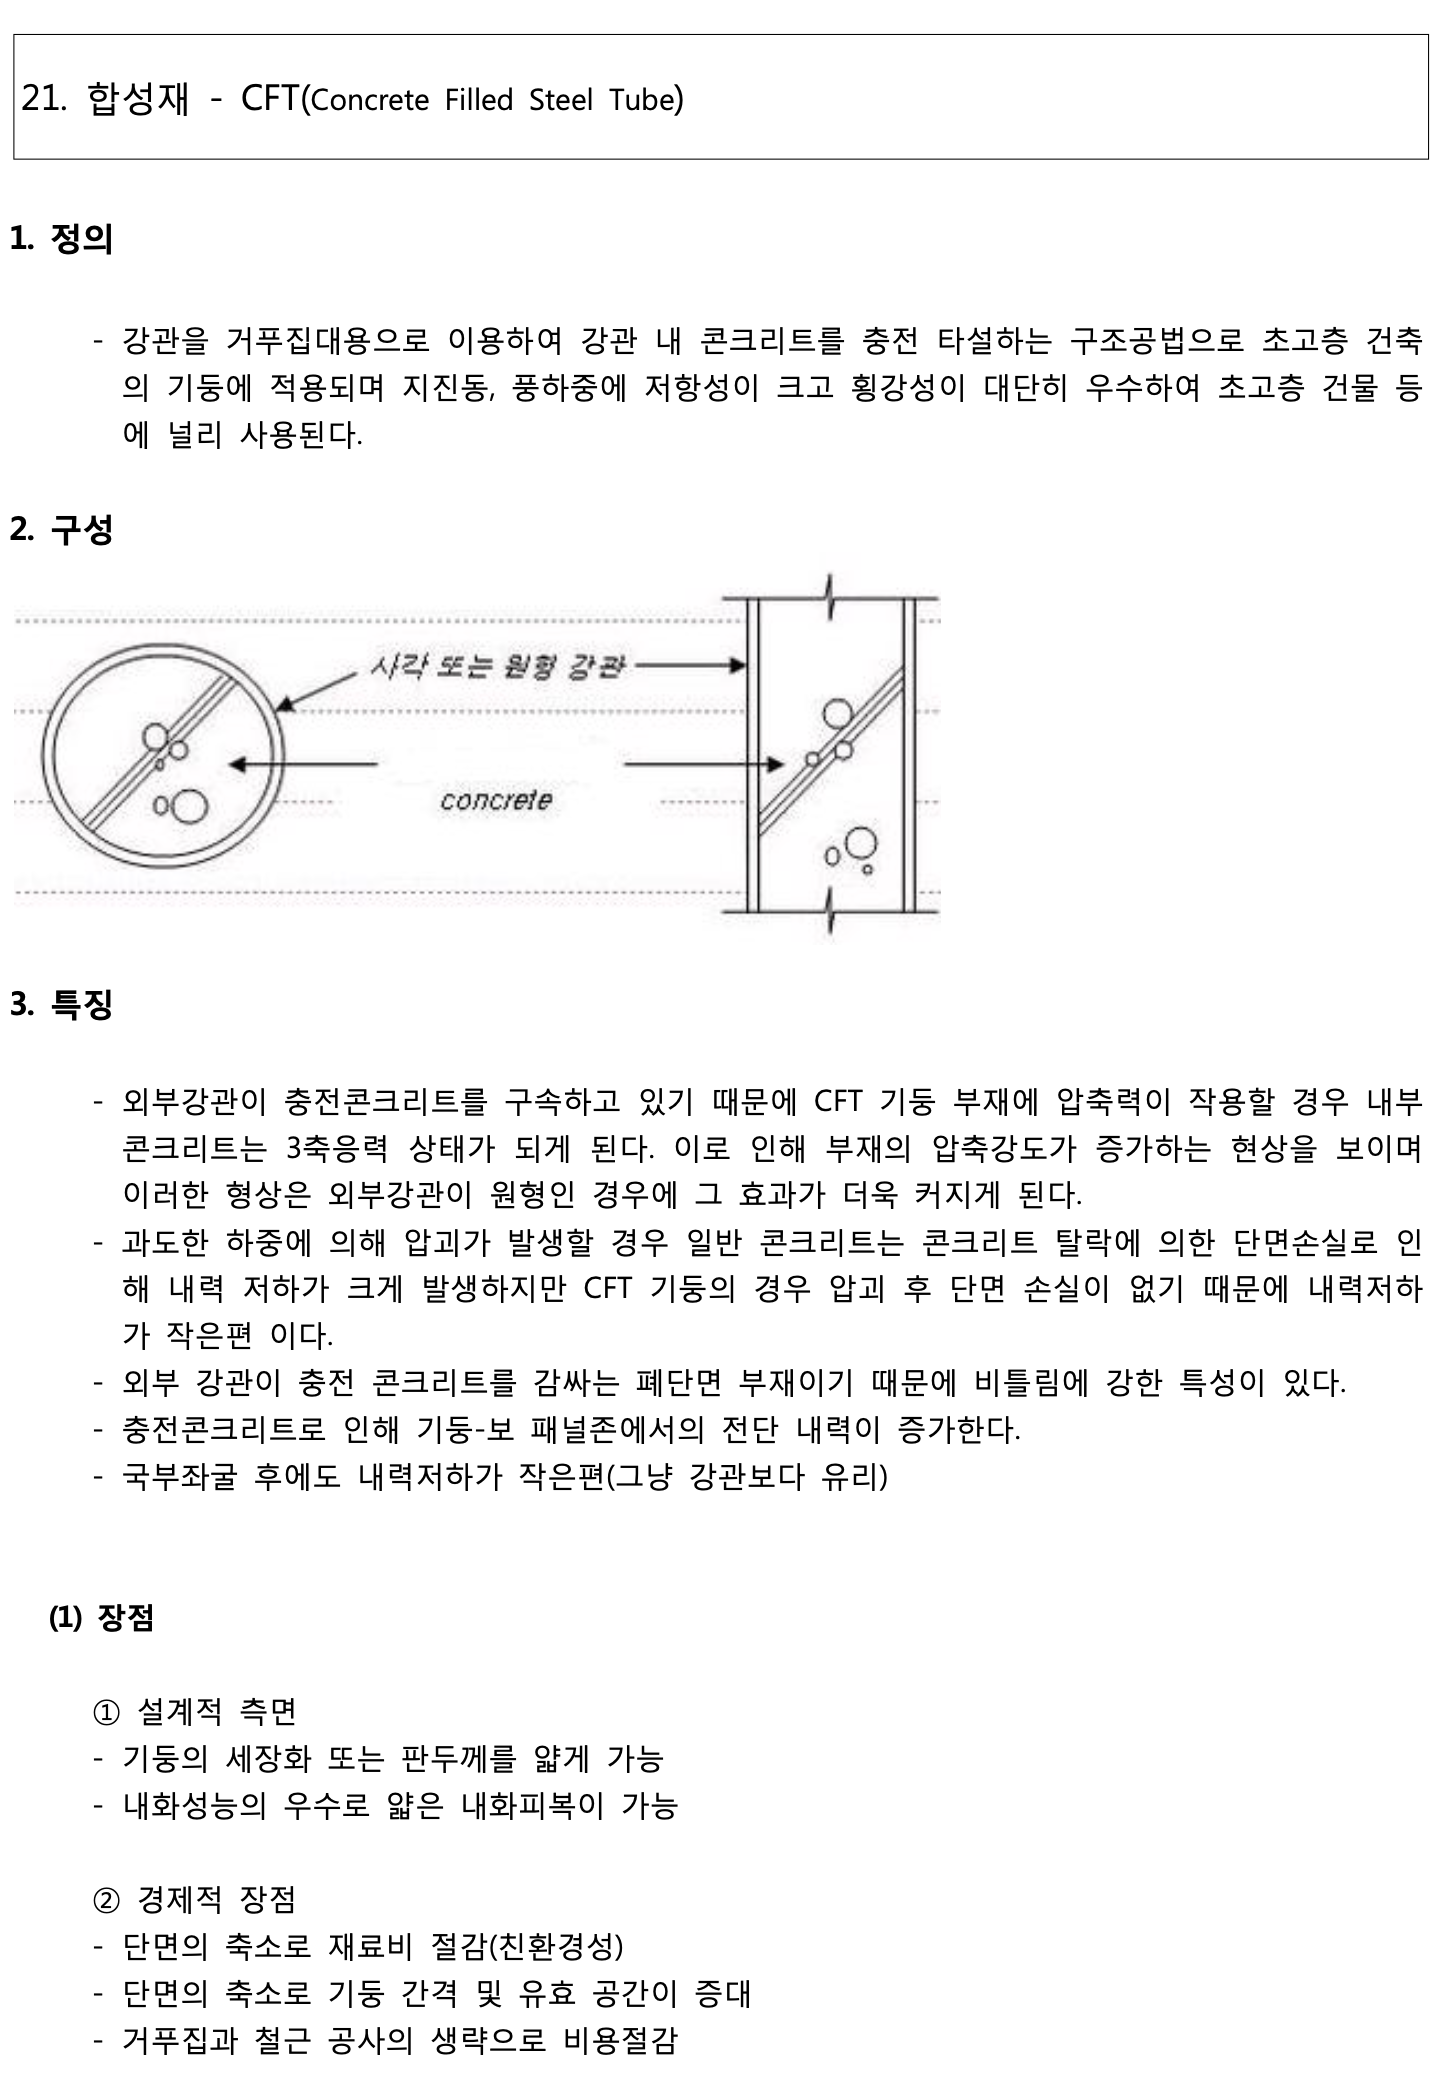 21. 합성재 - CFT(Concrete Filled Steel Tube)
1. 정의
- 강관을 거푸집대용으로 이용하여 강관 내 콘크리트를 충전 타설하는 구조공법으로 초고층 건축
의 기둥에 적용되며 지진동, 풍하중에 저항성이 크고 횡강성이 대단히 우수하여 초고층 건물 등
에 널리 사용된다.
2. 구성
사각 또는 원형 강관
concrete
3. 특징
- 외부강관이 충전콘크리트를 구속하고 있기 때문에 CFT 기둥 부재에 압축력이 작용할 경우 내부
콘크리트는 3축응력 상태가 되게 된다. 이로 인해 부재의 압축강도가 증가하는 현상을 보이며
이러한 형상은 외부강관이 원형인 경우에 그 효과가 더욱 커지게 된다.
- 과도한 하중에 의해 압괴가 발생할 경우 일반 콘크리트는 콘크리트 탈락에 의한 단면손실로 인
해 내력 저하가 크게 발생하지만 CFT 기둥의 경우 압괴 후 단면 손실이 없기 때문에 내력저하
가 작은편 이다.
- 외부 강관이 충전 콘크리트를 감싸는 폐단면 부재이기 때문에 비틀림에 강한 특성이 있다.
- 충전콘크리트로 인해 기둥-보 패널존에서의 전단 내력이 증가한다.
- 국부좌굴 후에도 내력저하가 작은편(그냥 강관보다 유리)
(1) 장점
① 설계적 측면
- 기둥의 세장화 또는 판두께를 얇게 가능
- 내화성능의 우수로 얇은 내화피복이 가능
② 경제적 장점
- 단면의 축소로 재료비 절감(친환경성)
- 단면의 축소로 기둥 간격 및 유효 공간이 증대
- 거푸집과 철근 공사의 생략으로 비용절감